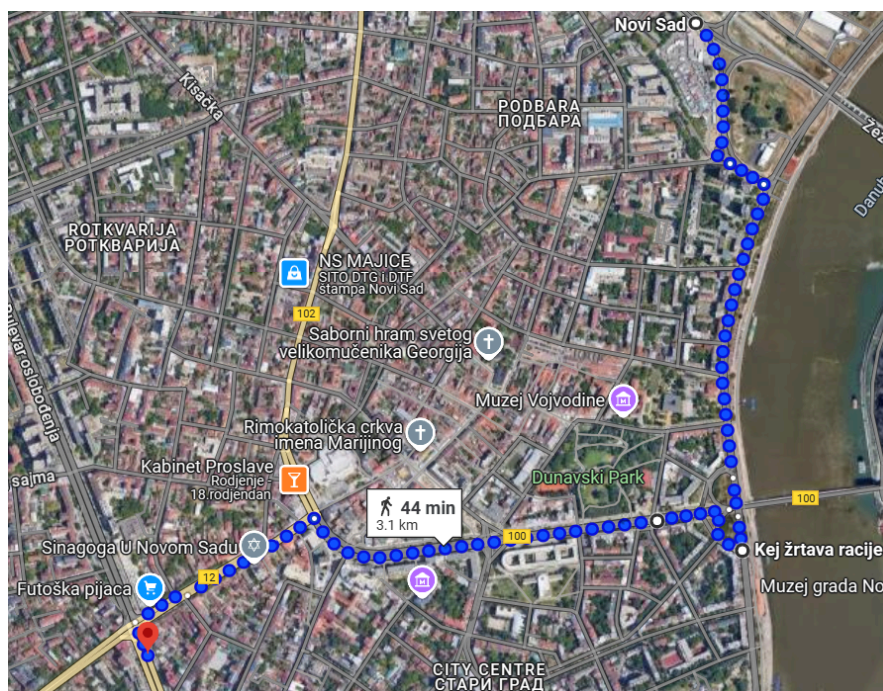 Novi Sad
PODBARA
ПОДБАРА
Kisačka
Žež
Danub
ROTKVARIJA
РОТКВАРИЈА
NS MAJICE
SITO DTG i DTF
štampa Novi Sad
102
Saborni hram svetog
velikomučenika Georgija
Bulevar oslobođenja
Muzej Vojvodine
Rimokatolička crkva
imena Marijinog
Kabinet Proslave
Rodjenje -
18.rodjendan
sajma
Dunavski Park
44 min
3.1 km
100
100
Sinagoga U Novom Sadu
Kej žrtava racije
12
Futoška pijaca
Muzej grada No
CITY CENTRE
СТАРИ ГРАД